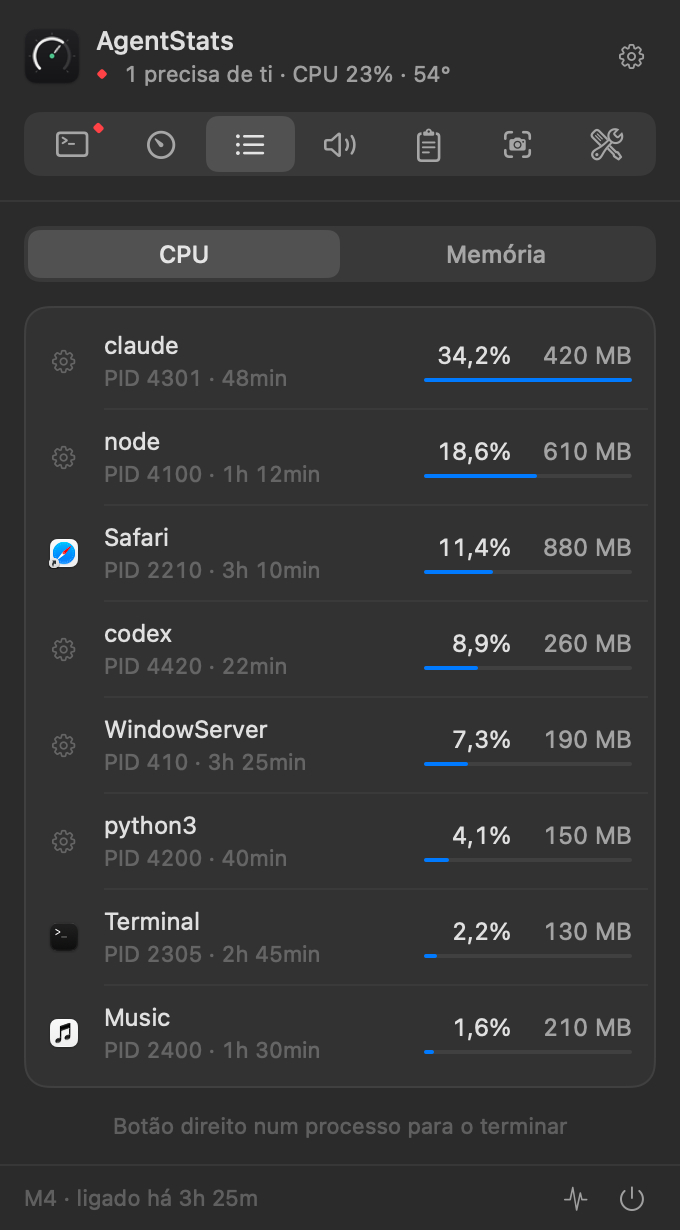 AgentStats
1 precisa de ti · CPU 23% · 54°
CPU Memória
claude
34,2% 420 MB
PID 4301 · 48min
node
18,6% 610 MB
PID 4100 · 1h 12min
Safari
11,4% 880 MB
PID 2210 · 3h 10min
codex
8,9% 260 MB
PID 4420 · 22min
WindowServer
7,3% 190 MB
PID 410 · 3h 25min
python3
4,1% 150 MB
PID 4200 · 40min
Terminal
2,2% 130 MB
PID 2305 · 2h 45min
Music
1,6% 210 MB
PID 2400 · 1h 30min
Botão direito num processo para o terminar
M4 · ligado há 3h 25m